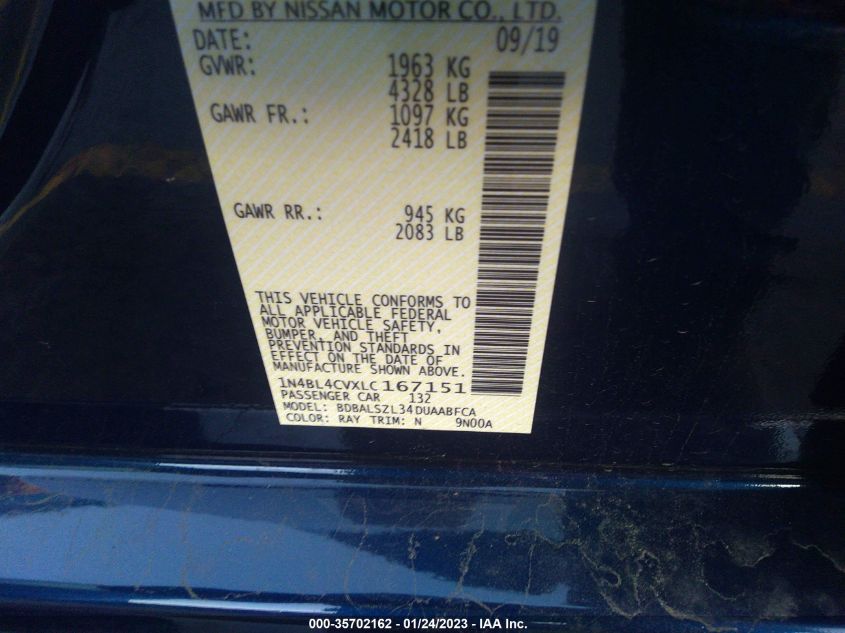 MFD BY NISSAN MOTOR CO., LTD.
DATE: 09/19
GVWR: 1963 KG
4328 LB
GAWR FR.: 1097 KG
2418 LB
GAWR RR.: 945 KG
2083 LB
THIS VEHICLE CONFORMS TO
ALL APPLICABLE FEDERAL
MOTOR VEHICLE SAFETY,
BUMPER, AND THEFT
PREVENTION STANDARDS IN
EFFECT ON THE DATE OF
MANUFACTURE SHOWN ABOVE.
1N4BL4CVXLC167151
PASSENGER CAR 132
MODEL: BDBALSZL34DUAABFCA
COLOR: RAY TRIM: N 9N00A
000-35702162 - 01/24/2023 - IAA Inc.